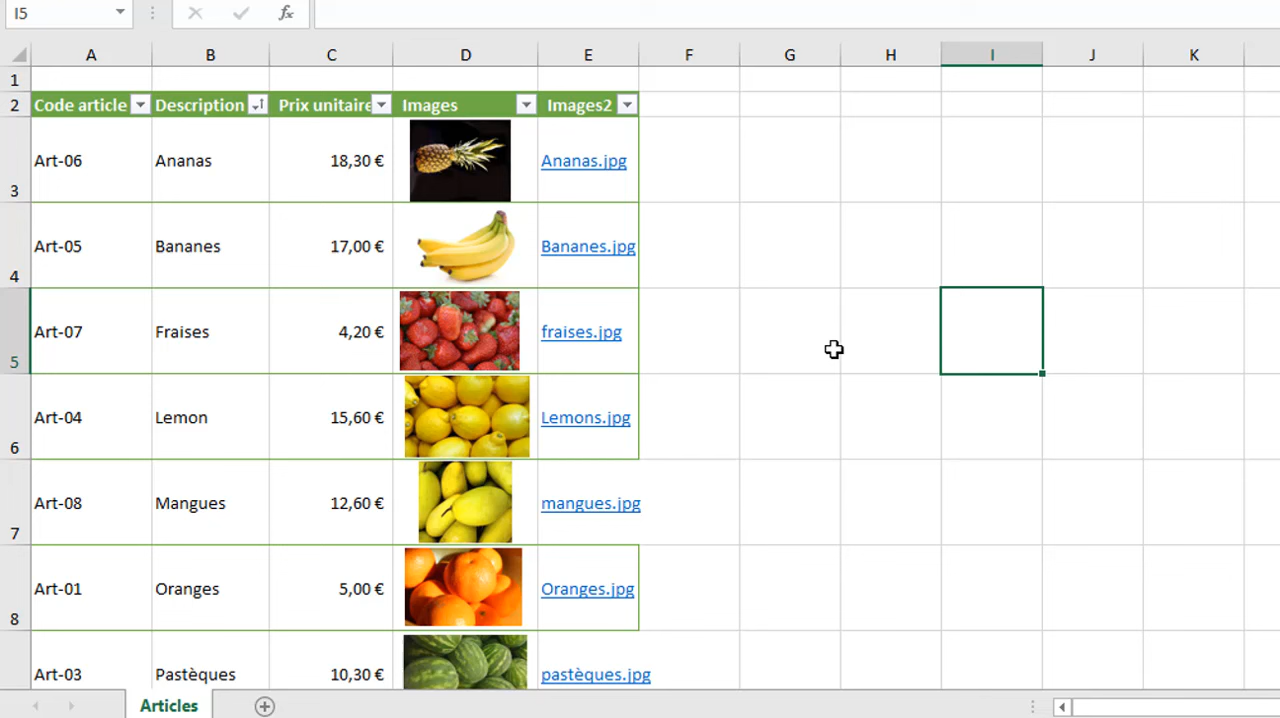 I5
fx
A B C D E F G H I J K
1
2 Code article Description Prix unitaire Images Images2
3 Art-06 Ananas 18,30 € Ananas.jpg
4 Art-05 Bananes 17,00 € Bananes.jpg
5 Art-07 Fraises 4,20 € fraises.jpg
6 Art-04 Lemon 15,60 € Lemons.jpg
7 Art-08 Mangues 12,60 € mangues.jpg
8 Art-01 Oranges 5,00 € Oranges.jpg
Art-03 Pastèques 10,30 € pastèques.jpg
Articles